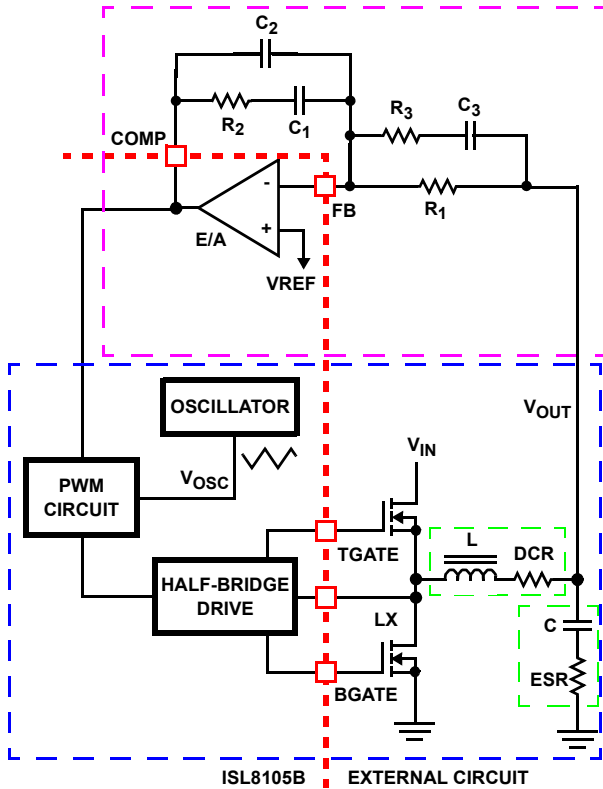 C2
R2
C1
R3
C3
COMP
-
FB
R1
+
E/A
VREF
OSCILLATOR
VOUT
VIN
VOSC
PWM
CIRCUIT
TGATE
L
DCR
HALF-BRIDGE
DRIVE
LX
C
BGATE
ESR
ISL8105B
EXTERNAL CIRCUIT